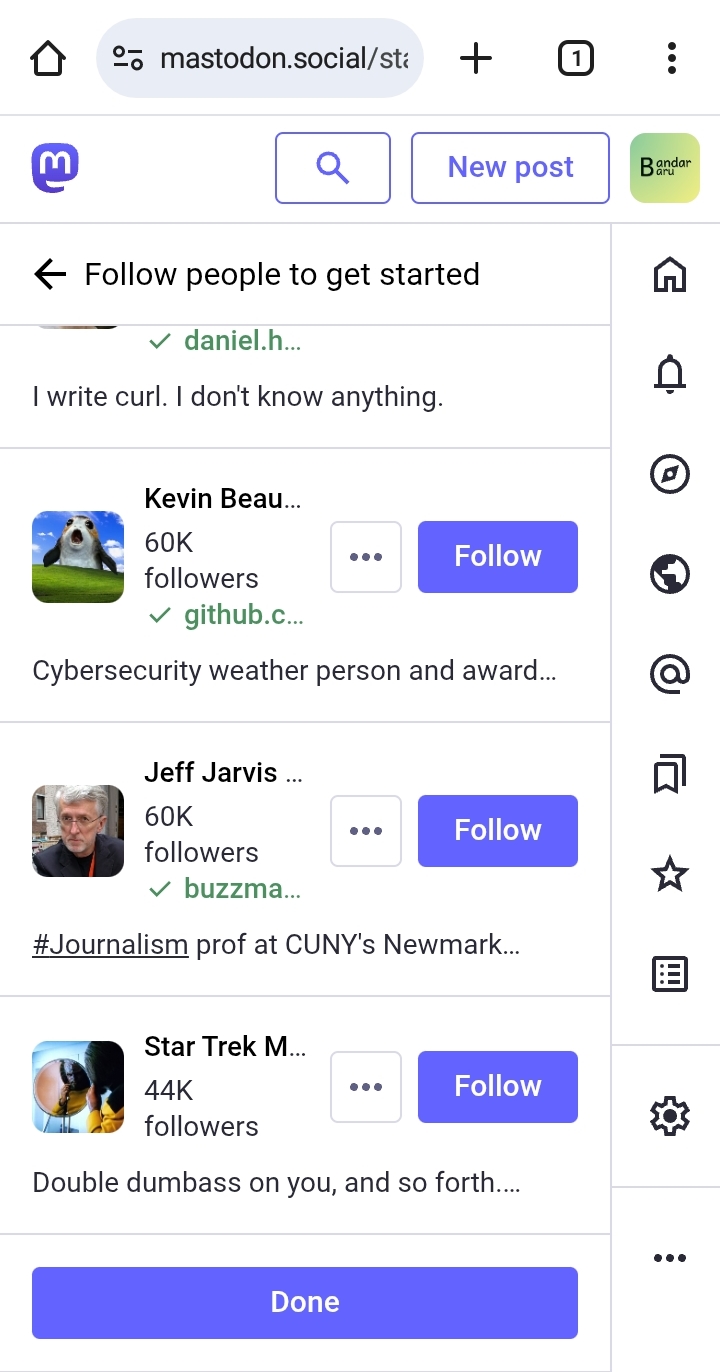 mastodon.social/sta
1
New post
Bandar
aru
Follow people to get started
daniel.h...
I write curl. I don't know anything.
Kevin Beau...
60K
followers
github.c...
Follow
Cybersecurity weather person and award...
Jeff Jarvis ...
60K
followers
buzzma...
Follow
#Journalism prof at CUNY's Newmark...
Star Trek M...
44K
followers
Follow
Double dumbass on you, and so forth....
Done